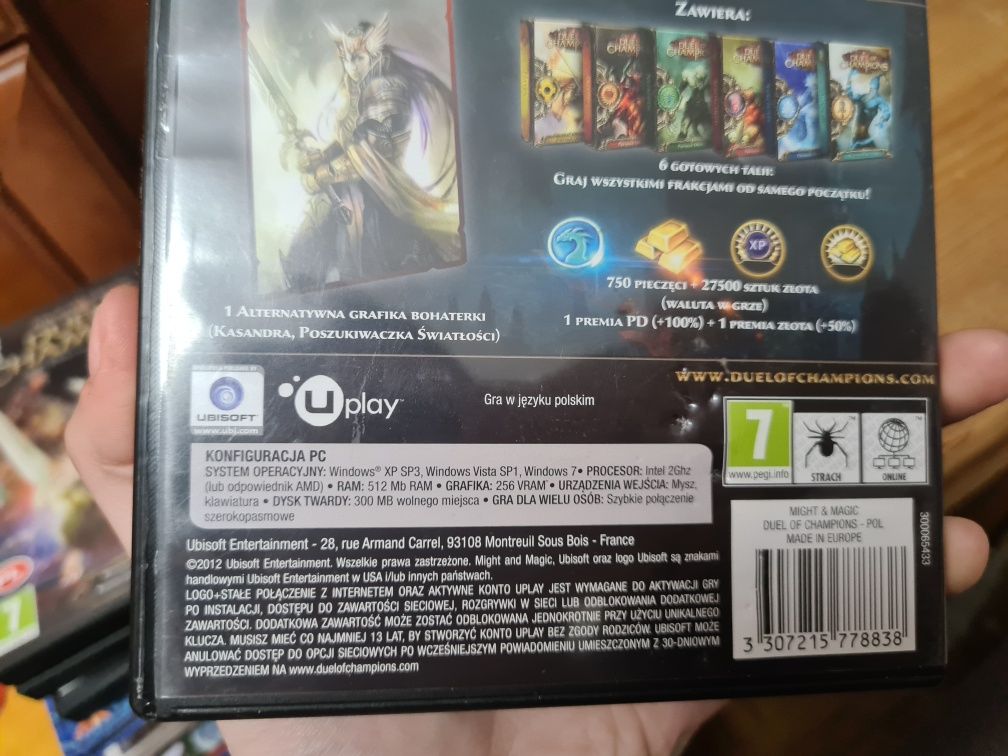 ZAWIERA:
DUEL OF CHAMPIONS
6 GOTOWYCH TALII:
GRAJ WSZYSTKIMI FRAKCJAMI OD SAMEGO POCZĄTKU!
XP
750 PIECZĘCI + 27500 SZTUK ZŁOTA
(WALUTA W GRZE)
1 PREMIA PD (+100%) + 1 PREMIA ZŁOTA (+50%)
1 ALTERNATYWNA GRAFIKA BOHATERKI
(KASANDRA, POSZUKIWACZKA ŚWIATŁOŚCI)
WWW.DUELOFCHAMPIONS.COM
UBISOFT
www.ubi.com
Uplay™
Gra w języku polskim
7
www.pegi.info
STRACH
ONLINE
KONFIGURACJA PC
SYSTEM OPERACYJNY: Windows® XP SP3, Windows Vista SP1, Windows 7 • PROCESOR: Intel 2Ghz
(lub odpowiednik AMD) • RAM: 512 Mb RAM • GRAFIKA: 256 VRAM • URZĄDZENIA WEJŚCIA: Mysz,
klawiatura • DYSK TWARDY: 300 MB wolnego miejsca • GRA DLA WIELU OSÓB: Szybkie połączenie
szerokopasmowe
Ubisoft Entertainment - 28, rue Armand Carrel, 93108 Montreuil Sous Bois - France
©2012 Ubisoft Entertainment. Wszelkie prawa zastrzeżone. Might and Magic, Ubisoft oraz logo Ubisoft są znakami
handlowymi Ubisoft Entertainment w USA i/lub innych państwach.
LOGO+STAŁE POŁĄCZENIE Z INTERNETEM ORAZ AKTYWNE KONTO UPLAY JEST WYMAGANE DO AKTYWACJI GRY
PO INSTALACJI, DOSTĘPU DO ZAWARTOŚCI SIECIOWEJ, ROZGRYWKI W SIECI LUB ODBLOKOWANIA DODATKOWEJ
ZAWARTOŚCI. DODATKOWA ZAWARTOŚĆ MOŻE ZOSTAĆ ODBLOKOWANA JEDNOKROTNIE PRZY UŻYCIU UNIKALNEGO
KLUCZA. MUSISZ MIEĆ CO NAJMNIEJ 13 LAT, BY STWORZYĆ KONTO UPLAY BEZ ZGODY RODZICÓW. UBISOFT MOŻE
ANULOWAĆ DOSTĘP DO OPCJI SIECIOWYCH PO WCZEŚNIEJSZYM POWIADOMIENIU UMIESZCZONYM Z 30-DNIOWYM
WYPRZEDZENIEM NA www.duelofchampions.com
MIGHT & MAGIC
DUEL OF CHAMPIONS - POL
MADE IN EUROPE
3 307215 778838
300065433
7